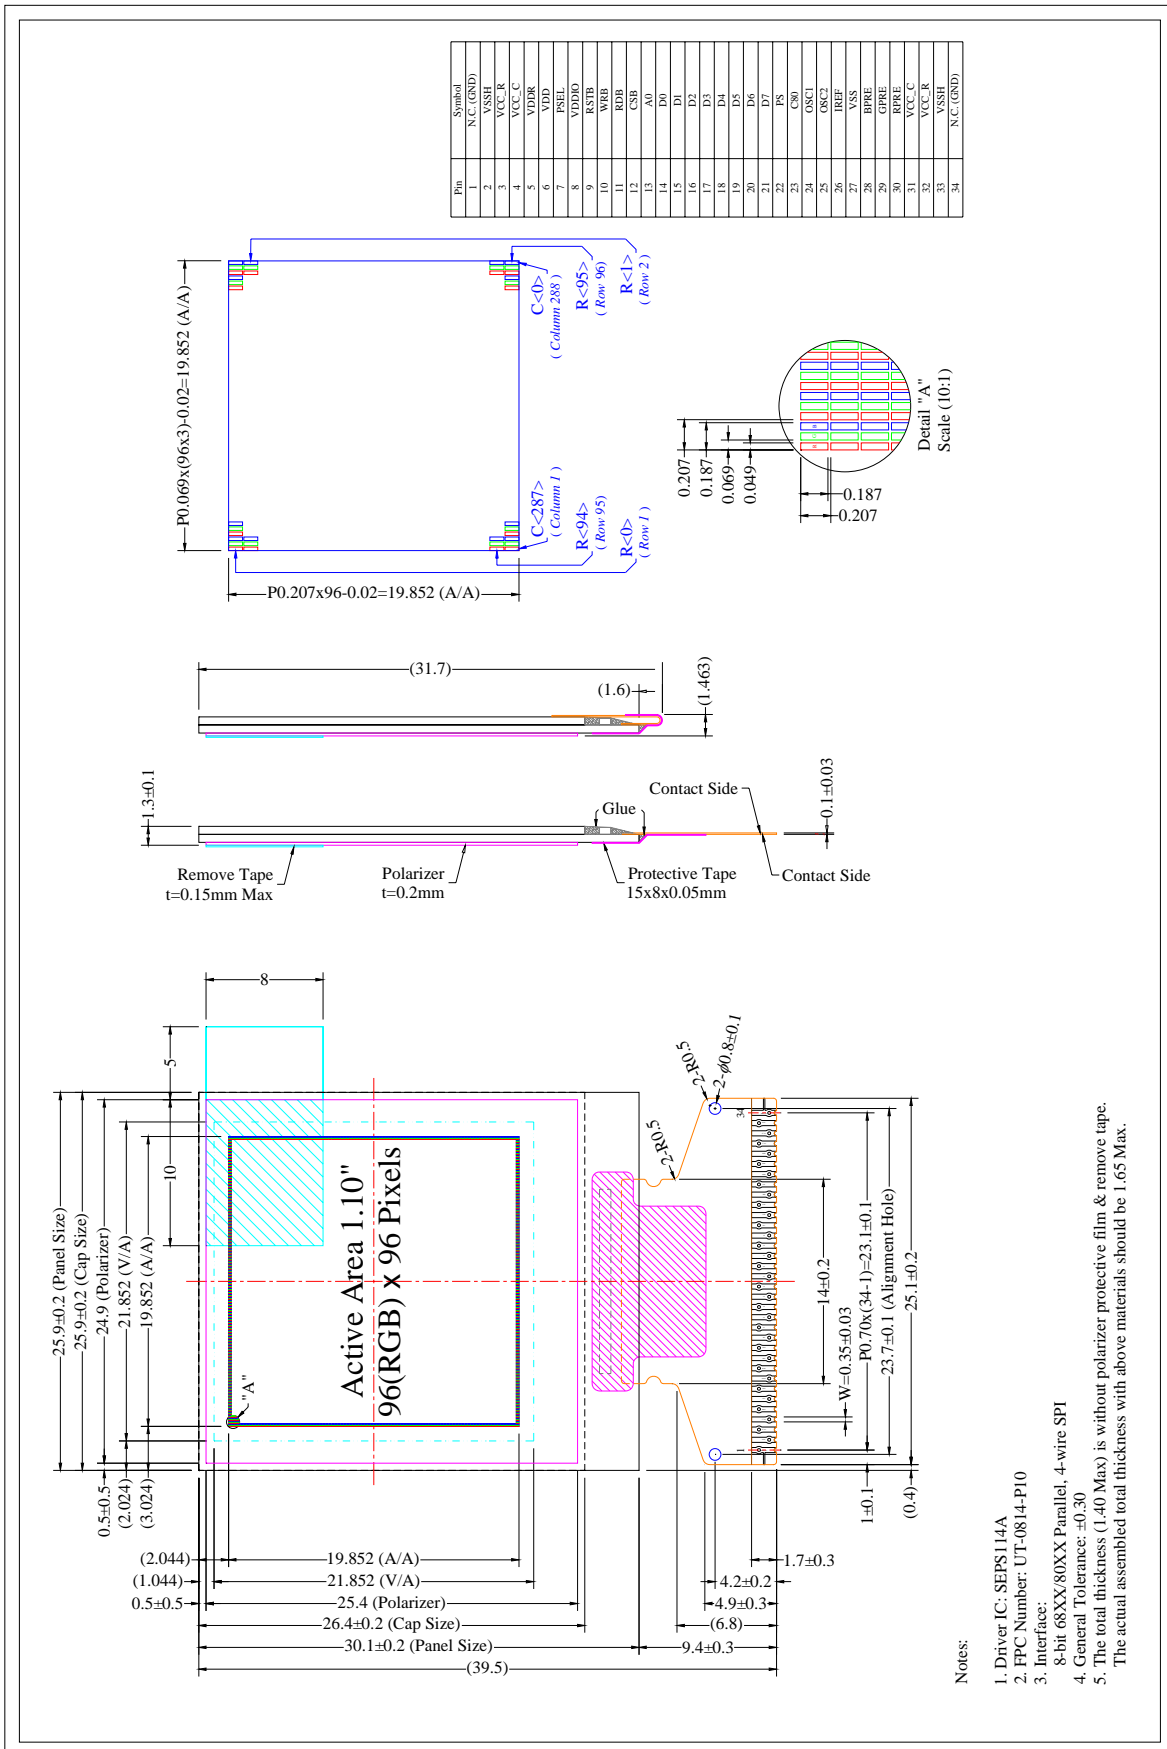 Pin Symbol
1 N.C. (GND)
2 VSSH
3 VCC_R
4 VCC_C
5 VDDR
6 VDD
7 PSEL
8 VDDIO
9 RSTB
10 WRB
11 RDB
12 CSB
13 A0
14 D0
15 D1
16 D2
17 D3
18 D4
19 D5
20 D6
21 D7
22 PS
23 C80
24 OSC1
25 OSC2
26 IREF
27 VSS
28 BPRE
29 GPRE
30 RPRE
31 VCC_C
32 VCC_R
33 VSSH
34 N.C. (GND)
P0.069x(96x3)-0.02=19.852 (A/A)
P0.207x96-0.02=19.852 (A/A)
C<287>
( Column 1 )
R<94>
( Row 95)
R<0>
( Row 1 )
C<0>
( Column 288 )
R<95>
( Row 96)
R<1>
( Row 2 )
0.207
0.187
0.069
0.049
0.187
0.207
Detail "A"
Scale (10:1)
(31.7)
(1.6)
(1.463)
1.3±0.1
Glue
Contact Side
0.1±0.03
Remove Tape
t=0.15mm Max
Polarizer
t=0.2mm
Protective Tape
15x8x0.05mm
Contact Side
8
5
10
25.9±0.2 (Panel Size)
25.9±0.2 (Cap Size)
24.9 (Polarizer)
21.852 (V/A)
19.852 (A/A)
0.5±0.5
(2.024)
(3.024)
"A"
Active Area 1.10"
96(RGB) x 96 Pixels
2-R0.5
2-R0.5
2-ϕ0.8±0.1
34
1
14±0.2
W=0.35±0.03
P0.70x(34-1)=23.1±0.1
23.7±0.1 (Alignment Hole)
25.1±0.2
1±0.1
(0.4)
(2.044)
(1.044)
0.5±0.5
19.852 (A/A)
21.852 (V/A)
25.4 (Polarizer)
26.4±0.2 (Cap Size)
30.1±0.2 (Panel Size)
(39.5)
1.7±0.3
4.2±0.2
4.9±0.3
(6.8)
9.4±0.3
Notes:
1. Driver IC: SEPS114A
2. FPC Number: UT-0814-P10
3. Interface:
8-bit 68XX/80XX Parallel, 4-wire SPI
4. General Tolerance: ±0.30
5. The total thickness (1.40 Max) is without polarizer protective film & remove tape.
The actual assembled total thickness with above materials should be 1.65 Max.